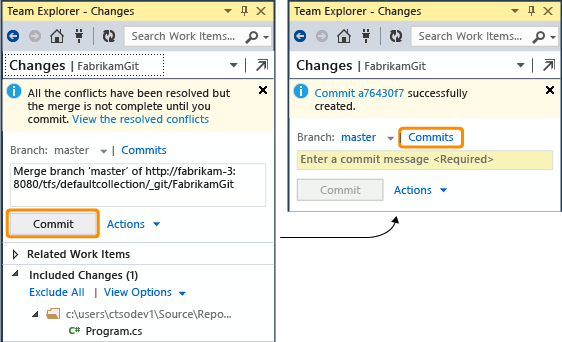 Team Explorer - Changes
Search Work Items...
Changes | FabrikamGit
All the conflicts have been resolved but
the merge is not complete until you
commit. View the resolved conflicts
Branch: master | Commits
Merge branch 'master' of http://fabrikam-3:
8080/tfs/defaultcollection/_git/FabrikamGit
Commit Actions
Related Work Items
Included Changes (1)
Exclude All | View Options
c:\users\ctsodev1\Source\Repo...
C# Program.cs
Team Explorer - Changes
Search Work Items...
Changes | FabrikamGit
Commit a76430f7 successfully
created.
Branch: master | Commits
Enter a commit message <Required>
Commit Actions